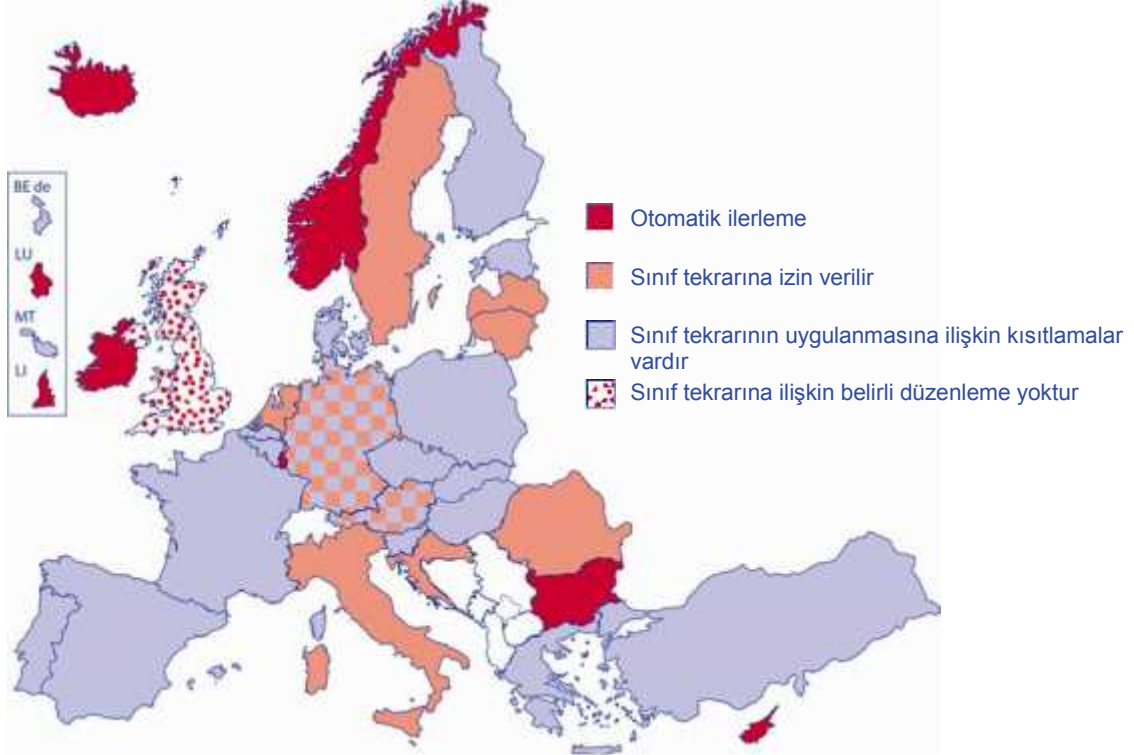 BE de
LU
MT
LI
Otomatik ilerleme
Sınıf tekrarına izin verilir
Sınıf tekrarının uygulanmasına ilişkin kısıtlamalar
vardır
Sınıf tekrarına ilişkin belirli düzenleme yoktur